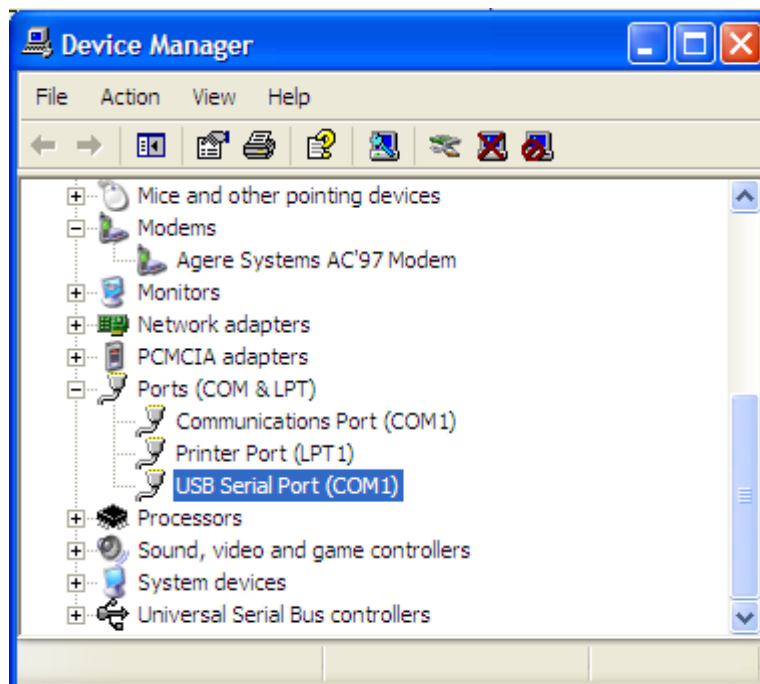 Device Manager
File Action View Help
Mice and other pointing devices
Modems
Agere Systems AC'97 Modem
Monitors
Network adapters
PCMCIA adapters
Ports (COM & LPT)
Communications Port (COM1)
Printer Port (LPT1)
USB Serial Port (COM1)
Processors
Sound, video and game controllers
System devices
Universal Serial Bus controllers